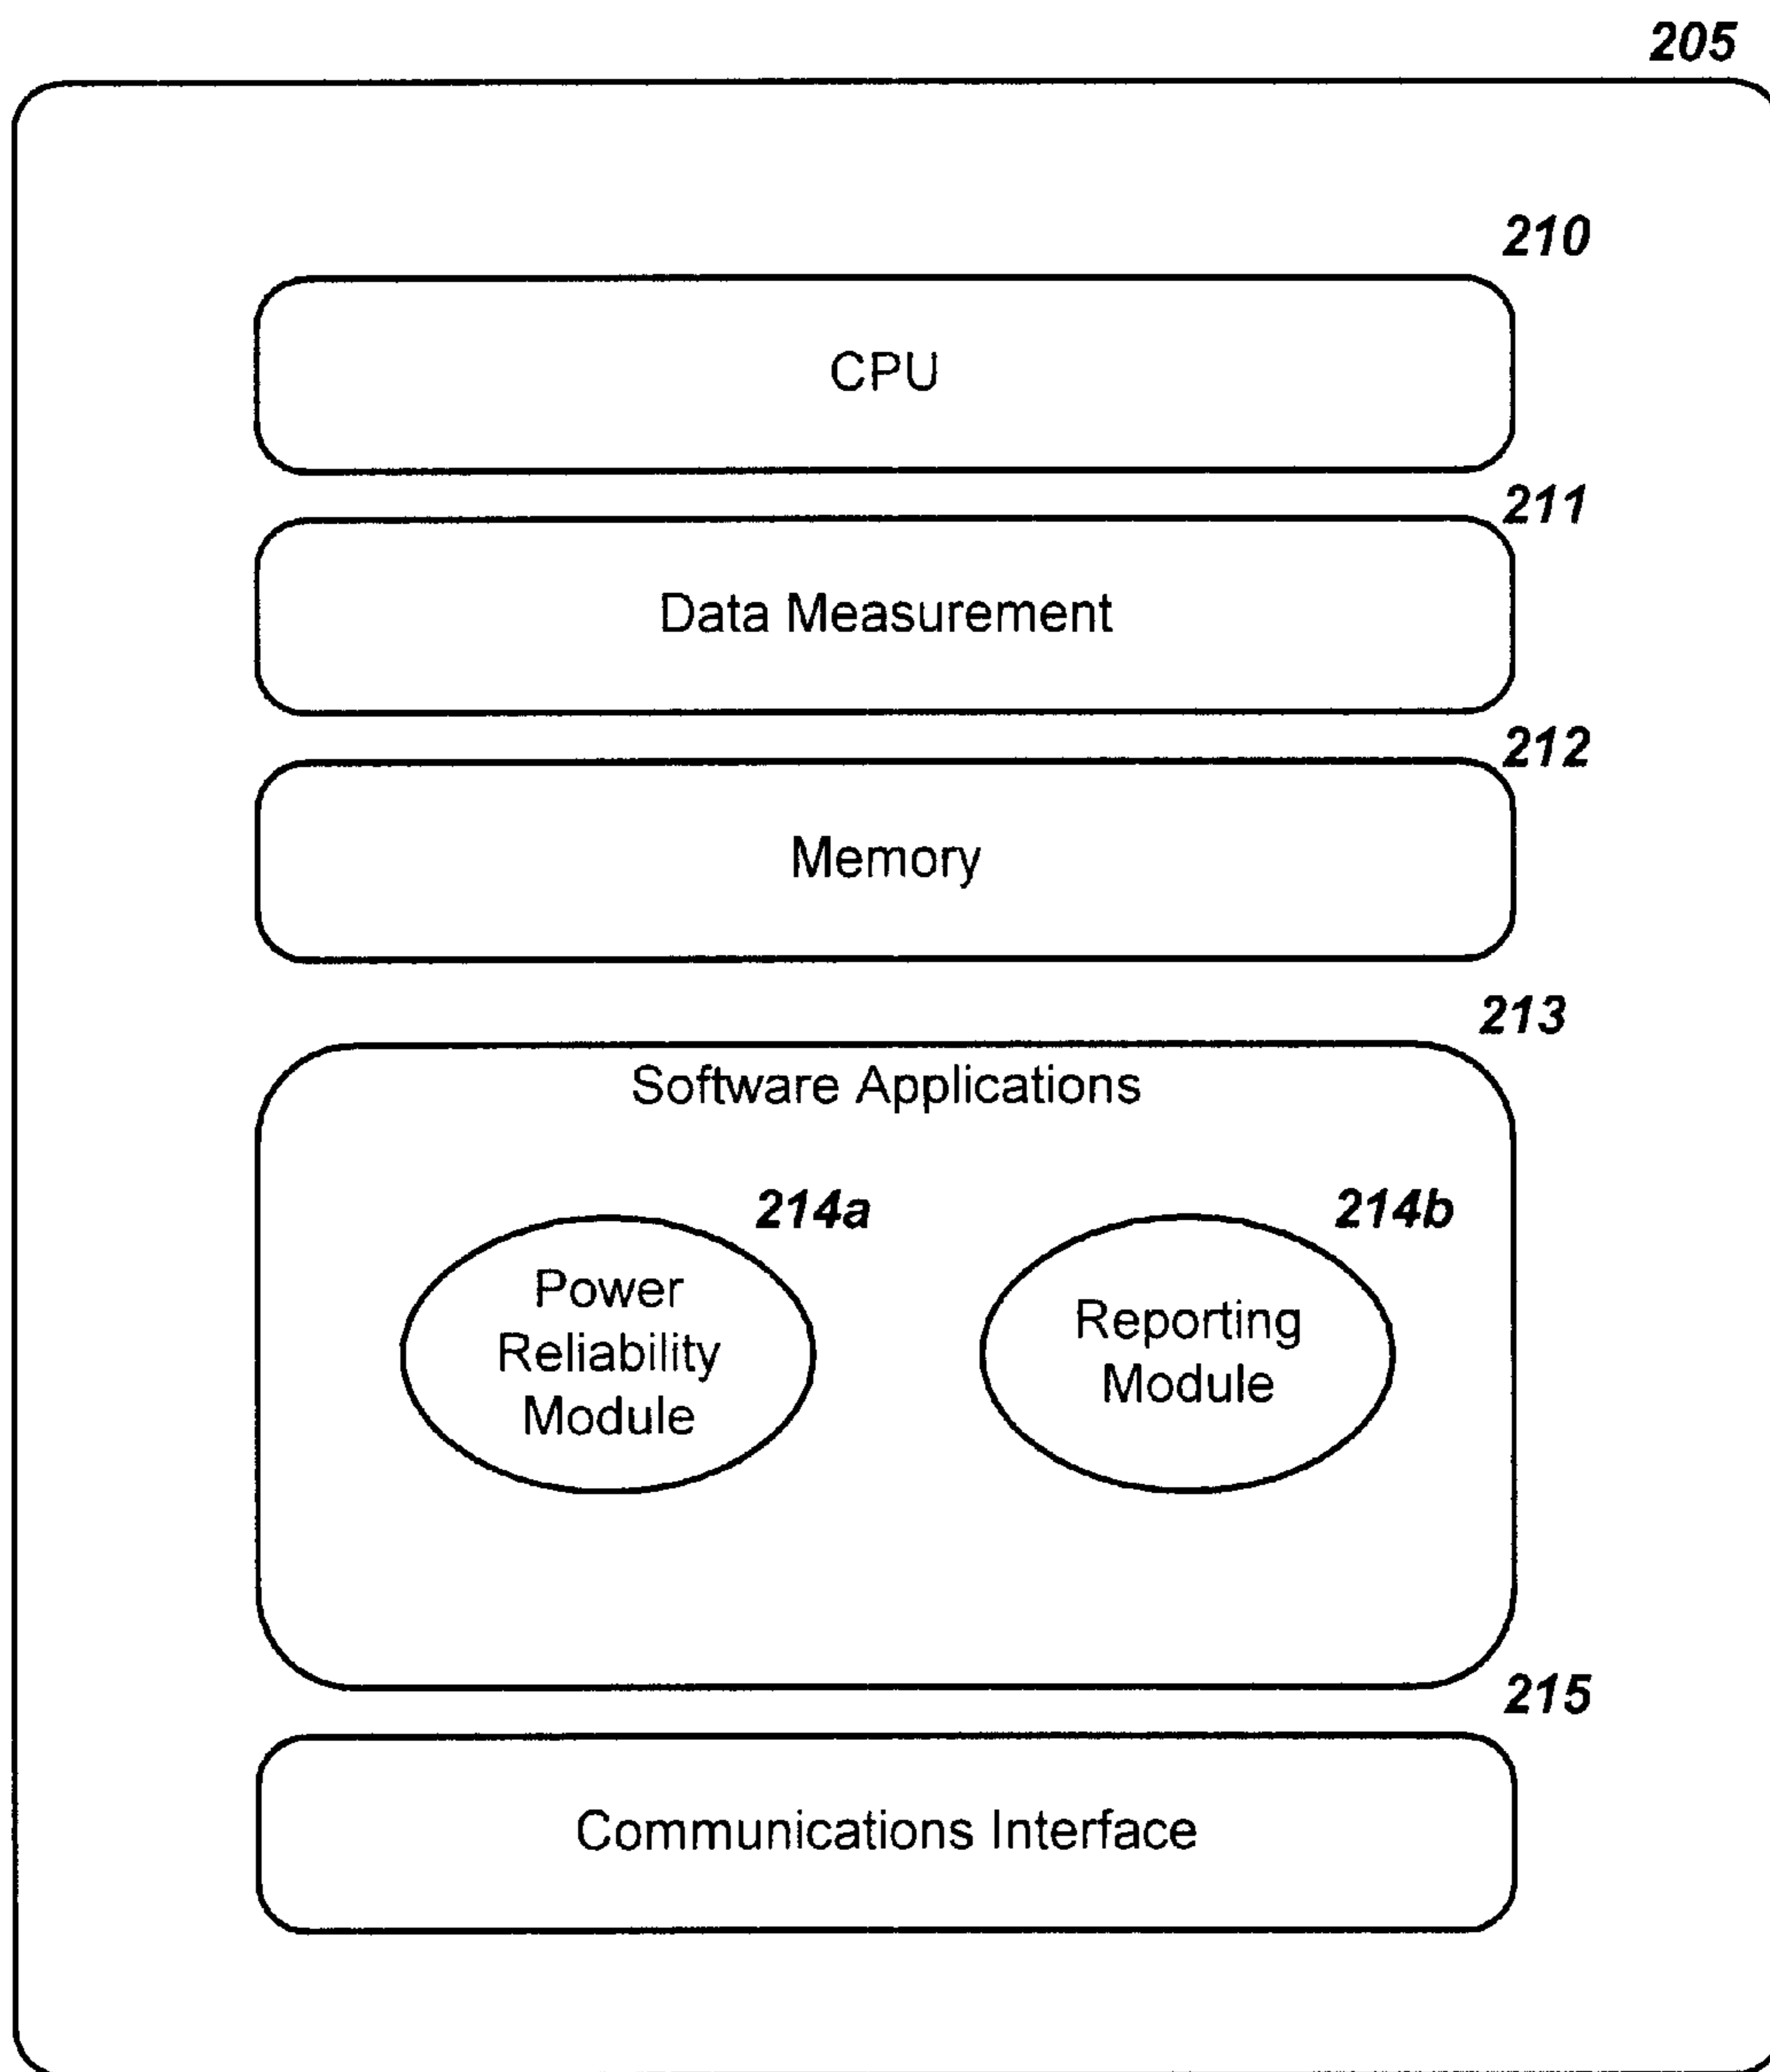 205
210
CPU
211
Data Measurement
212
Memory
213
Software Applications
214a
214b
Power
Reliability
Module
Reporting
Module
215
Communications Interface